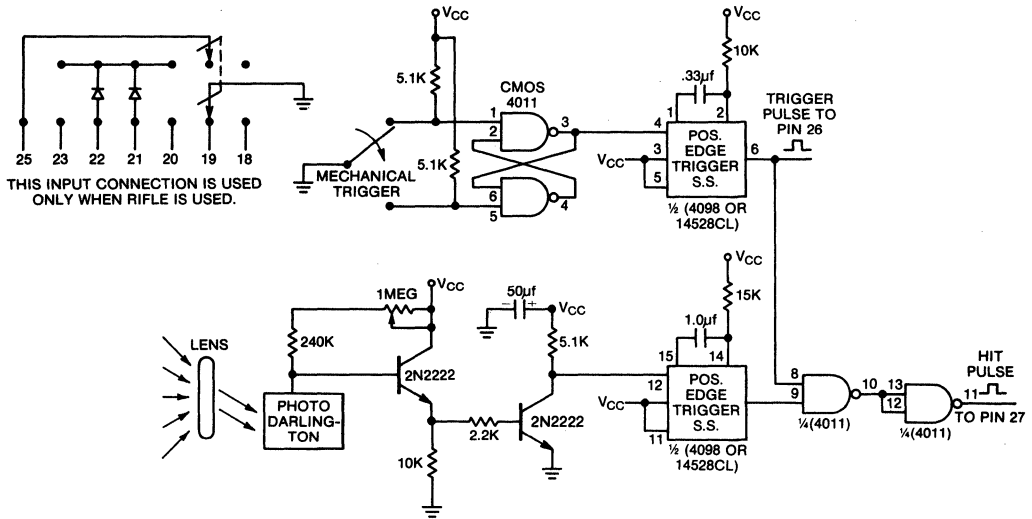 25 23 22 21 20 19 18
THIS INPUT CONNECTION IS USED
ONLY WHEN RIFLE IS USED.
VCC
5.1K
5.1K
MECHANICAL
TRIGGER
CMOS
4011
1
2
3
6
5
4
VCC
10K
.33µf
1
2
4
3
5
6
VCC
POS.
EDGE
TRIGGER
S.S.
½ (4098 OR
14528CL)
TRIGGER
PULSE TO
PIN 26
LENS
PHOTO
DARLING-
TON
240K
1MEG
VCC
2N2222
10K
2.2K
2N2222
50µf
− +
VCC
5.1K
VCC
15K
1.0µf
15
14
12
VCC
11
POS.
EDGE
TRIGGER
S.S.
½ (4098 OR
14528CL)
8
9
10
¼(4011)
13
12
11
¼(4011)
HIT
PULSE
TO PIN 27